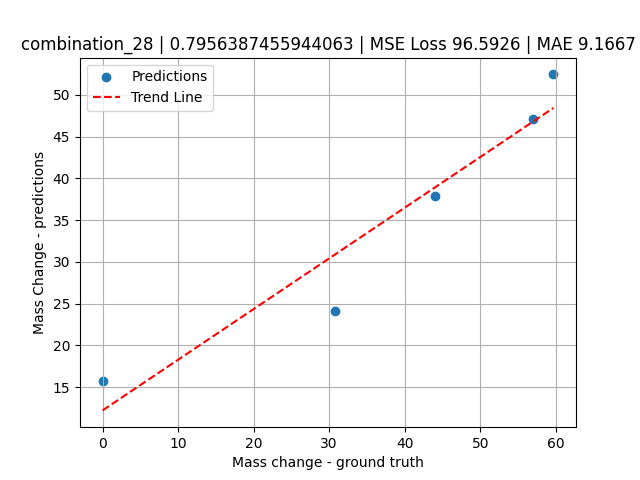 combination_28 | 0.7956387455944063 | MSE Loss 96.5926 | MAE 9.1667
Predictions
Trend Line
Mass Change - predictions
50
45
40
35
30
25
20
15
0 10 20 30 40 50 60
Mass change - ground truth